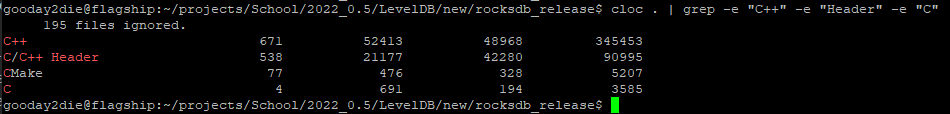 gooday2die@flagship:~/projects/School/2022_0.5/LevelDB/new/rocksdb_release$ cloc . | grep -e "C++" -e "Header" -e "C"
195 files ignored.
C++ 671 52413 48968 345453
C/C++ Header 538 21177 42280 90995
CMake 77 476 328 5207
C 4 691 194 3585
gooday2die@flagship:~/projects/School/2022_0.5/LevelDB/new/rocksdb_release$